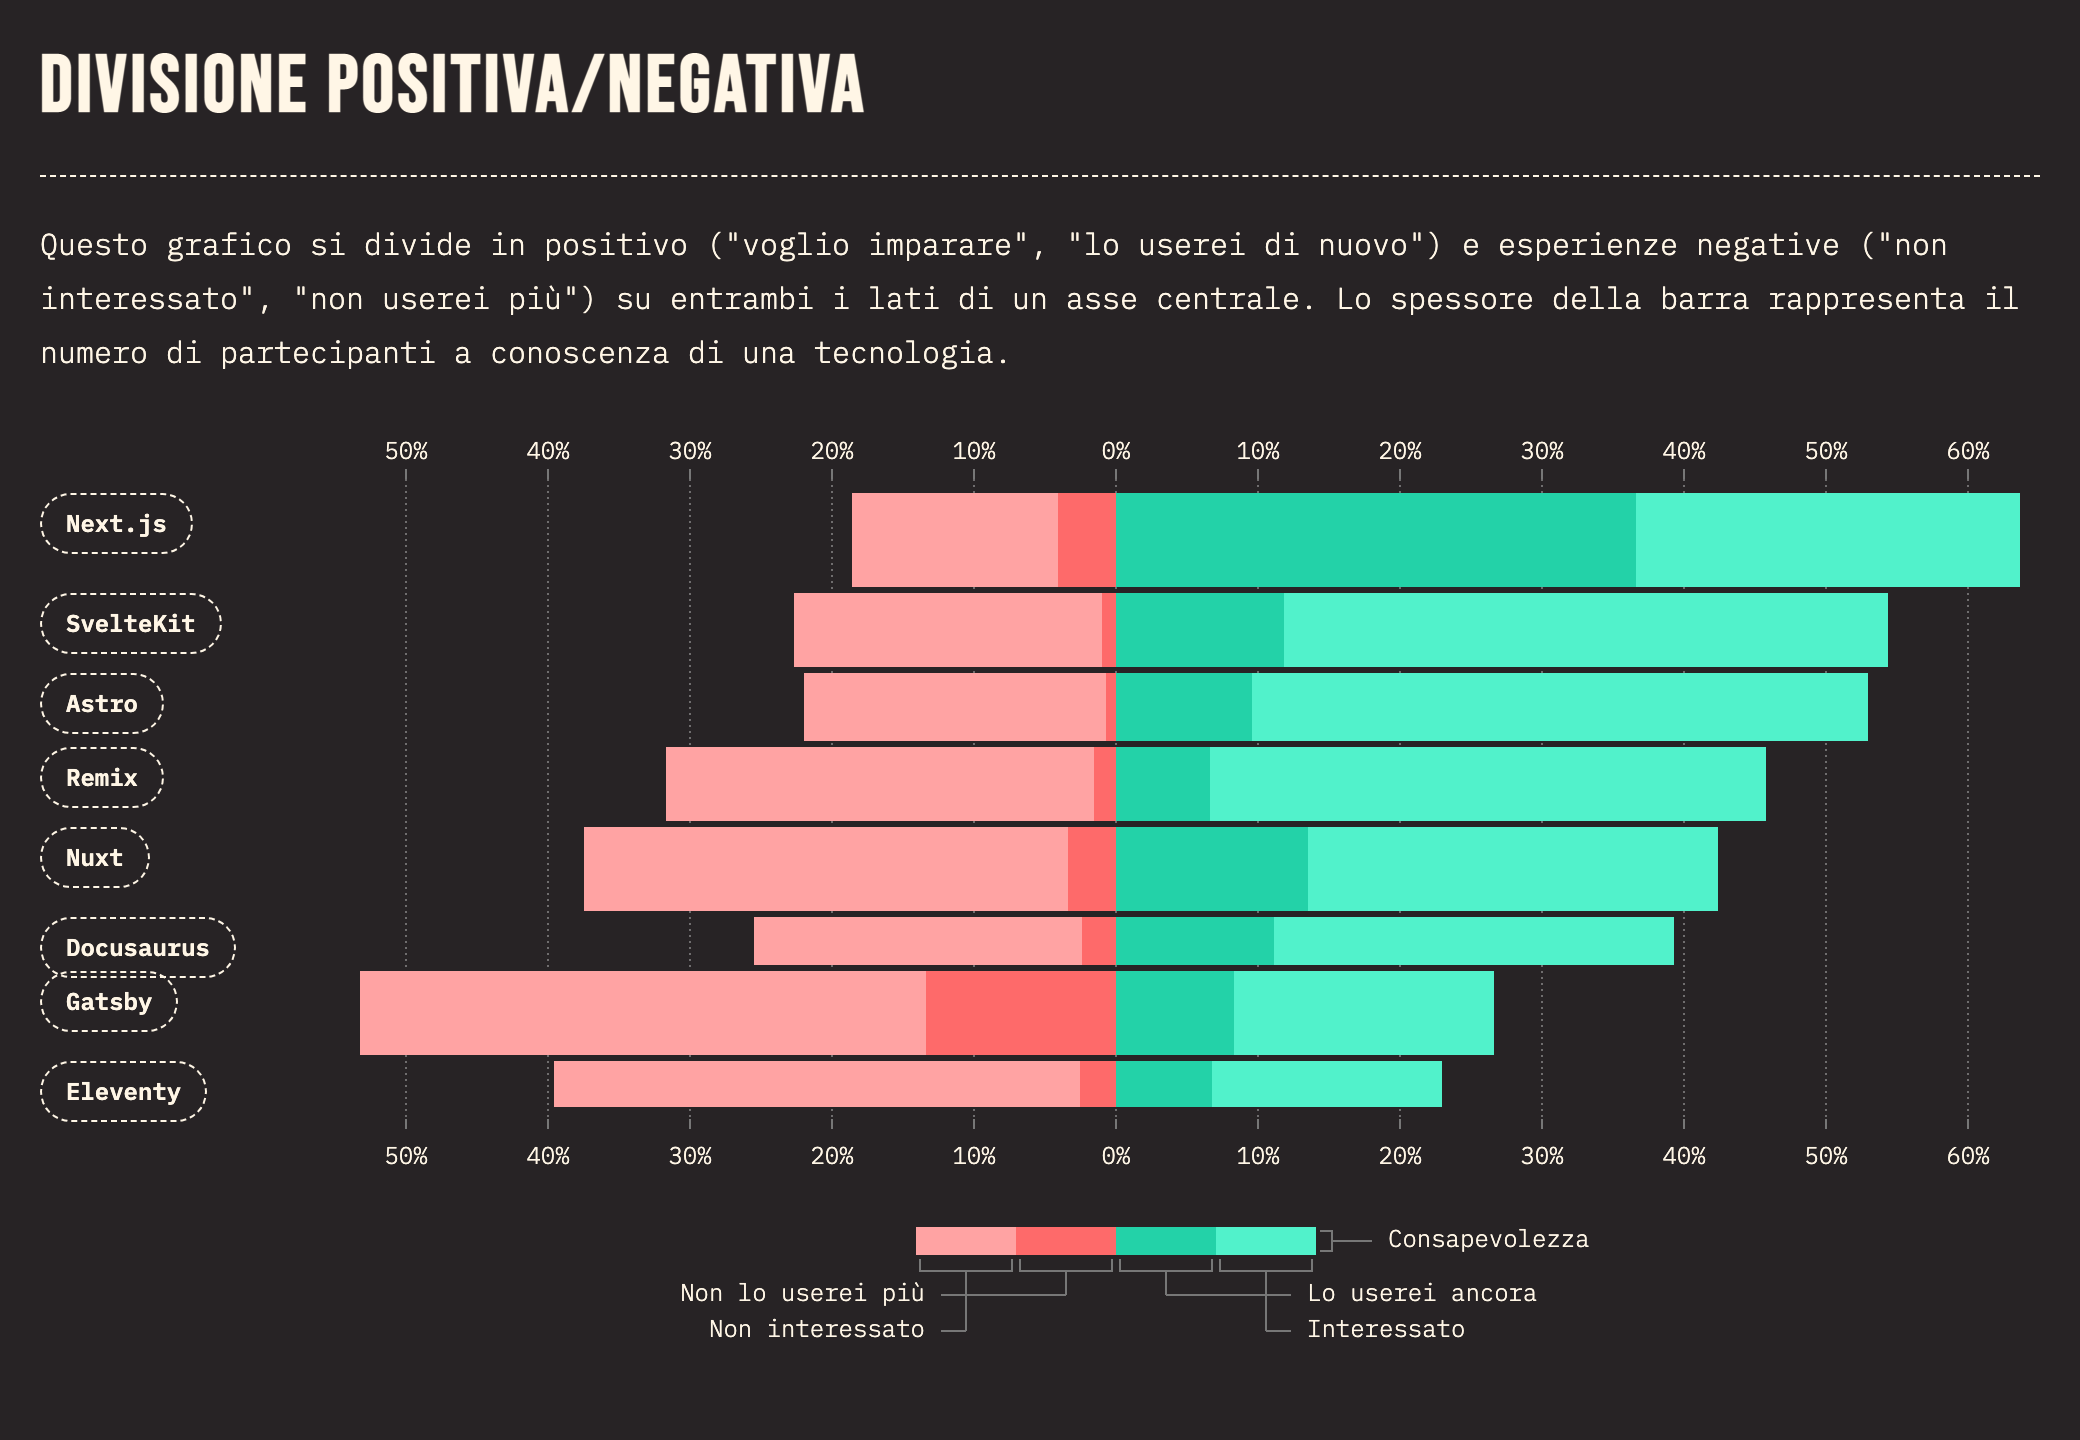 DIVISIONE POSITIVA/NEGATIVA
Questo grafico si divide in positivo ("voglio imparare", "lo userei di nuovo") e esperienze negative ("non
interessato", "non userei più") su entrambi i lati di un asse centrale. Lo spessore della barra rappresenta il
numero di partecipanti a conoscenza di una tecnologia.
50% 40% 30% 20% 10% 0% 10% 20% 30% 40% 50% 60%
Next.js
SvelteKit
Astro
Remix
Nuxt
Docusaurus
Gatsby
Eleventy
50% 40% 30% 20% 10% 0% 10% 20% 30% 40% 50% 60%
Consapevolezza
Non lo userei più Lo userei ancora
Non interessato Interessato